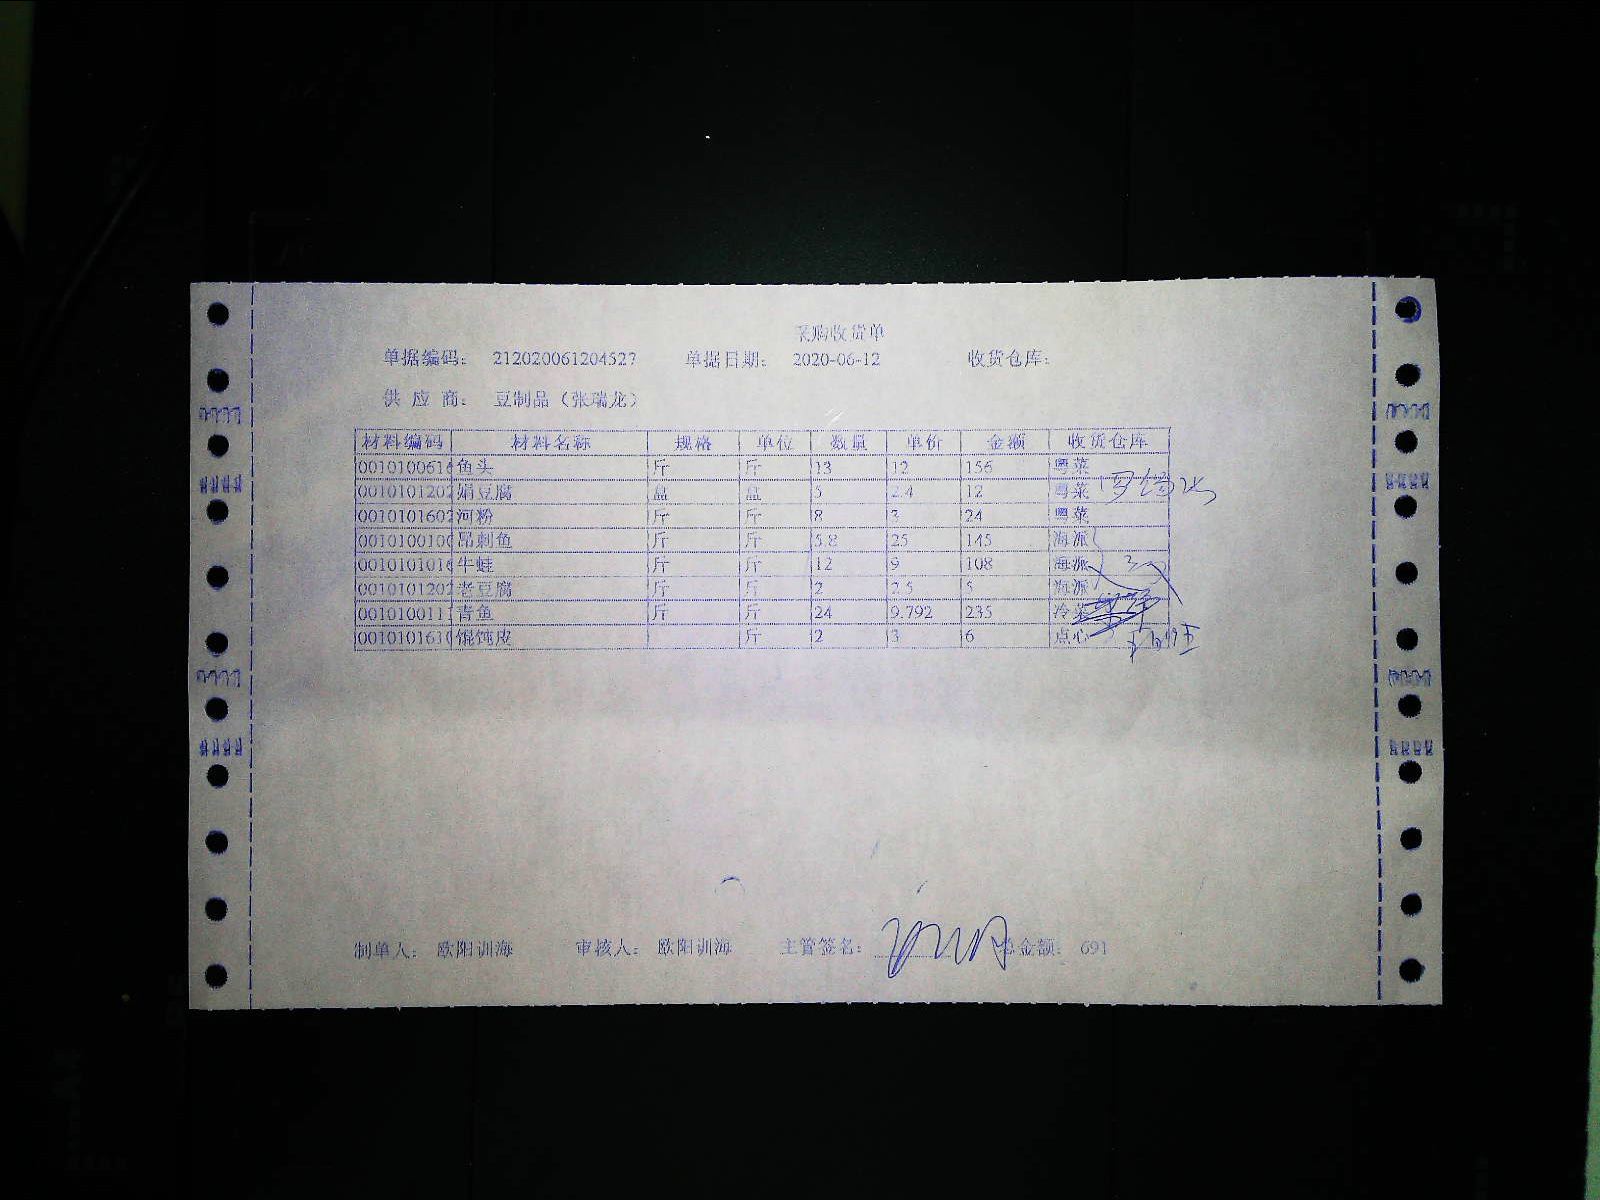 采购收货单
单据编码： 212020061204527 单据日期： 2020-06-12 收货仓库：
供 应 商： 豆制品（张瑞龙）
材料编码 材料名称 规格 单位 数量 单价 金额 收货仓库
001010061 鱼头 斤 斤 13 12 156 粤菜
001010120 娟豆腐 盒 盒 5 2.4 12 粤菜
001010160 河粉 斤 斤 8 3 24 粤菜
001010010 昂刺鱼 斤 斤 5.8 25 145 海派
001010101 牛蛙 斤 斤 12 9 108 海派
001010120 老豆腐 斤 斤 2 2.5 5 海派
001010011 青鱼 斤 斤 24 9.792 235 冷菜
001010161 馄饨皮 斤 2 3 6 点心
制单人： 欧阳训海 审核人： 欧阳训海 主管签名： 总金额： 691